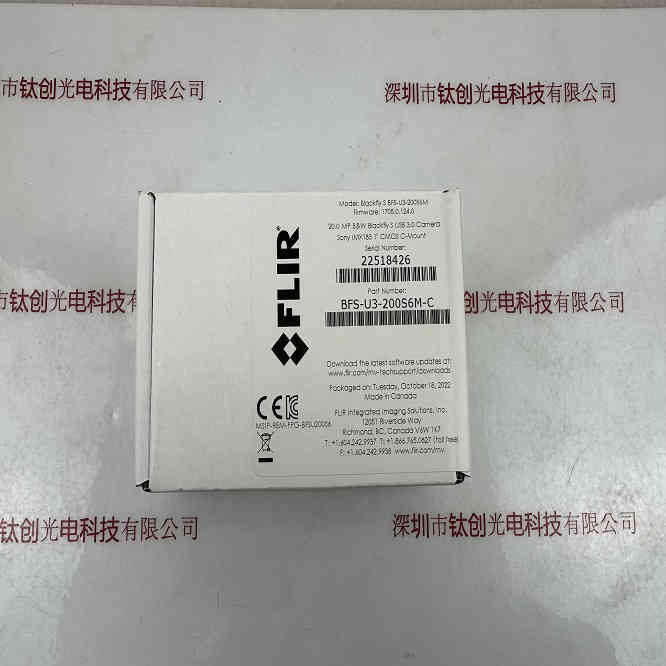 市钛创光电科技有限公司
深圳市钛创光电科技有限公司
FLIR
Model: Blackfly S BFS-U3-200S6M
Firmware: 1705.0.124.0
20.0 MP B&W Blackfly S USB 3.0 Camera
Sony IMX183 1" CMOS C-Mount
Serial Number:
22518426
Part Number:
BFS-U3-200S6M-C
市钛创光电科技有限公司
深圳市钛创光电科技有限公司
Download the latest software updates at:
www.flir.com/mv-techsupport/downloads
Packaged on: Tuesday, October 18, 2022
Made in Canada
CE
MSIP-REM-FPG-BFSU20006
FLIR Integrated Imaging Solutions, Inc.
12051 Riverside Way
Richmond, BC, Canada V6W 1K7
T: +1.604.242.9937 T: +1.866.765.0827 (toll free)
F: +1.604.242.9938 www.flir.com/mv
市钛创光电科技有限公司
深圳市钛创光电科技有限公司